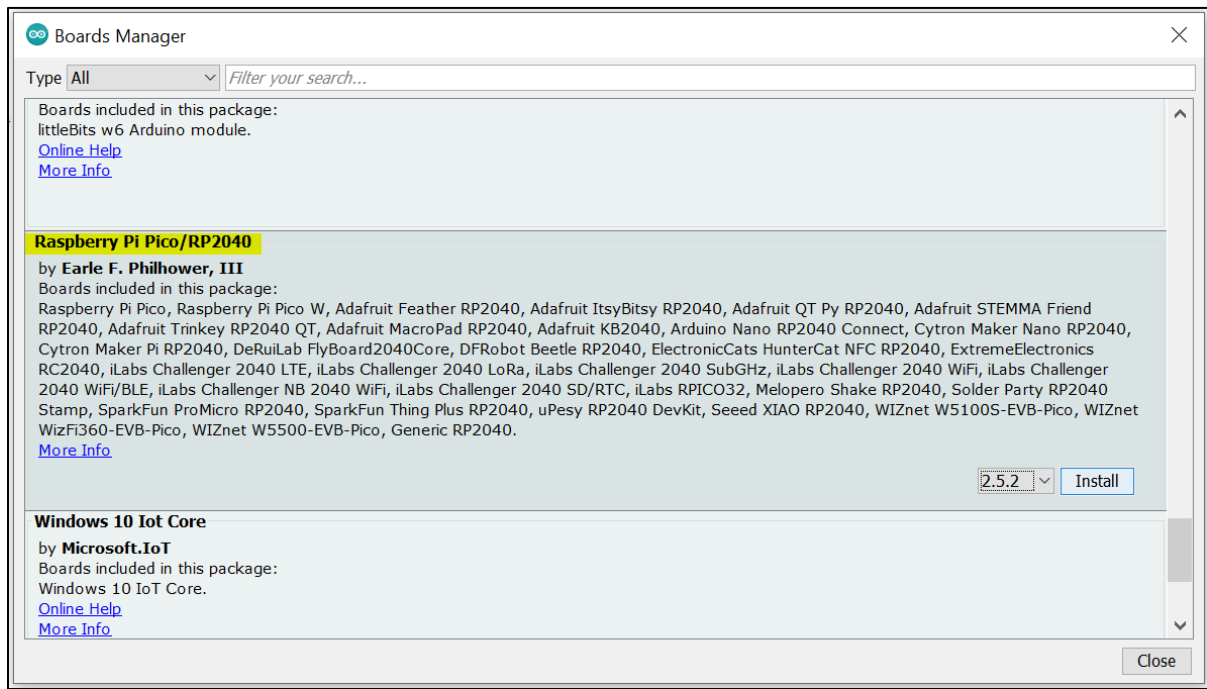 Boards Manager
Type All Filter your search...
Boards included in this package:
littleBits w6 Arduino module.
Online Help
More Info
Raspberry Pi Pico/RP2040
by Earle F. Philhower, III
Boards included in this package:
Raspberry Pi Pico, Raspberry Pi Pico W, Adafruit Feather RP2040, Adafruit ItsyBitsy RP2040, Adafruit QT Py RP2040, Adafruit STEMMA Friend
RP2040, Adafruit Trinkey RP2040 QT, Adafruit MacroPad RP2040, Adafruit KB2040, Arduino Nano RP2040 Connect, Cytron Maker Nano RP2040,
Cytron Maker Pi RP2040, DeRuiLab FlyBoard2040Core, DFRobot Beetle RP2040, ElectronicCats HunterCat NFC RP2040, ExtremeElectronics
RC2040, iLabs Challenger 2040 LTE, iLabs Challenger 2040 LoRa, iLabs Challenger 2040 SubGHz, iLabs Challenger 2040 WiFi, iLabs Challenger
2040 WiFi/BLE, iLabs Challenger NB 2040 WiFi, iLabs Challenger 2040 SD/RTC, iLabs RPICO32, Melopero Shake RP2040, Solder Party RP2040
Stamp, SparkFun ProMicro RP2040, SparkFun Thing Plus RP2040, uPesy RP2040 DevKit, Seeed XIAO RP2040, WIZnet W5100S-EVB-Pico, WIZnet
WizFi360-EVB-Pico, WIZnet W5500-EVB-Pico, Generic RP2040.
More Info
2.5.2 Install
Windows 10 Iot Core
by Microsoft.IoT
Boards included in this package:
Windows 10 IoT Core.
Online Help
More Info
Close